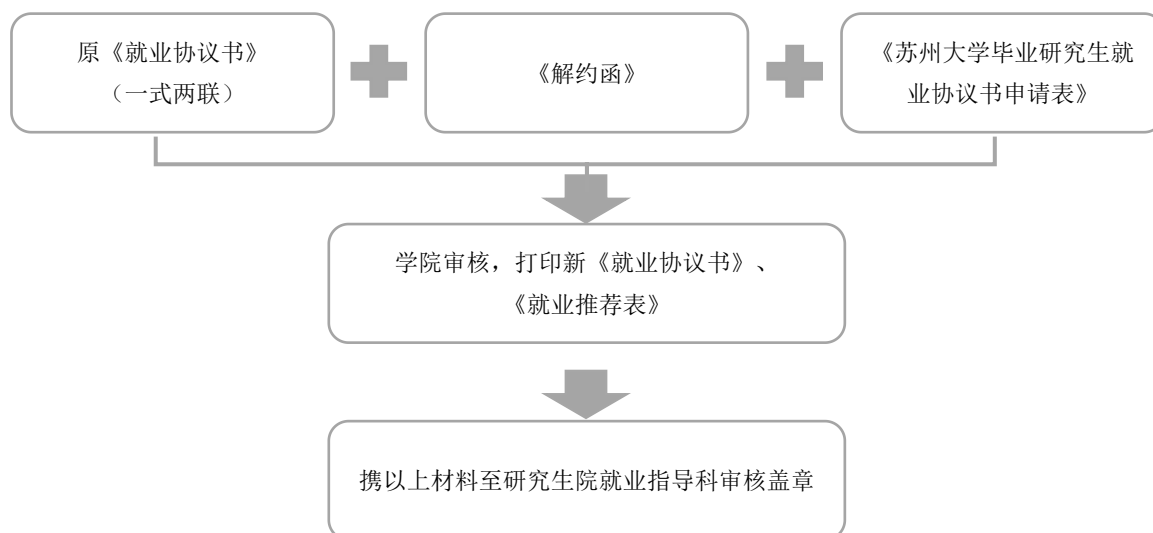 原《就业协议书》
（一式两联）
《解约函》
《苏州大学毕业研究生就
业协议书申请表》
学院审核，打印新《就业协议书》、
《就业推荐表》
携以上材料至研究生院就业指导科审核盖章